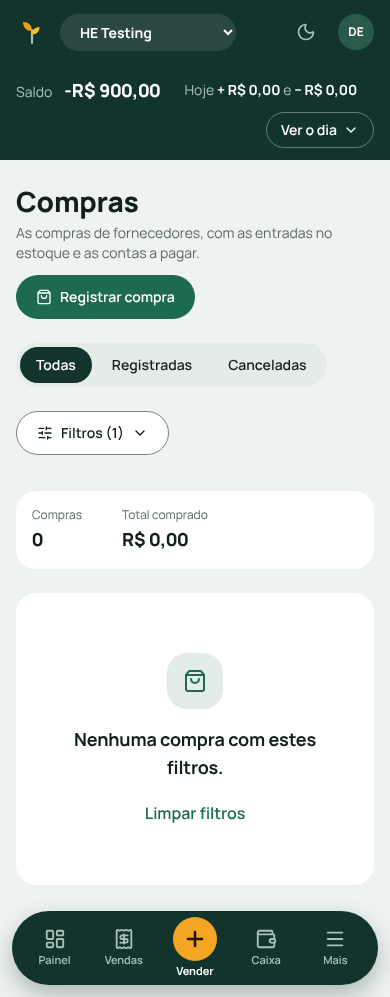 HE Testing
DE
Saldo -R$ 900,00
Hoje + R$ 0,00 e − R$ 0,00
Ver o dia
Compras
As compras de fornecedores, com as entradas no
estoque e as contas a pagar.
Registrar compra
Todas Registradas Canceladas
Filtros (1)
Compras Total comprado
0 R$ 0,00
Nenhuma compra com estes
filtros.
Limpar filtros
Painel Vendas Vender Caixa Mais